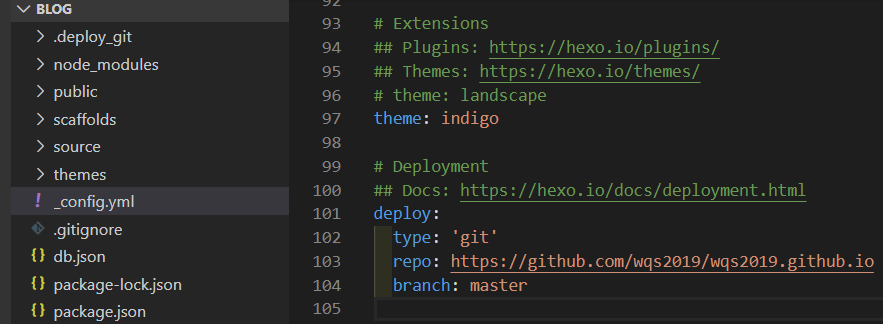 BLOG
.deploy_git
node_modules
public
scaffolds
source
themes
! _config.yml
.gitignore
{} db.json
{} package-lock.json
{} package.json
92
93 # Extensions
94 ## Plugins: https://hexo.io/plugins/
95 ## Themes: https://hexo.io/themes/
96 # theme: landscape
97 theme: indigo
98
99 # Deployment
100 ## Docs: https://hexo.io/docs/deployment.html
101 deploy:
102   type: 'git'
103   repo: https://github.com/wqs2019/wqs2019.github.io
104   branch: master
105